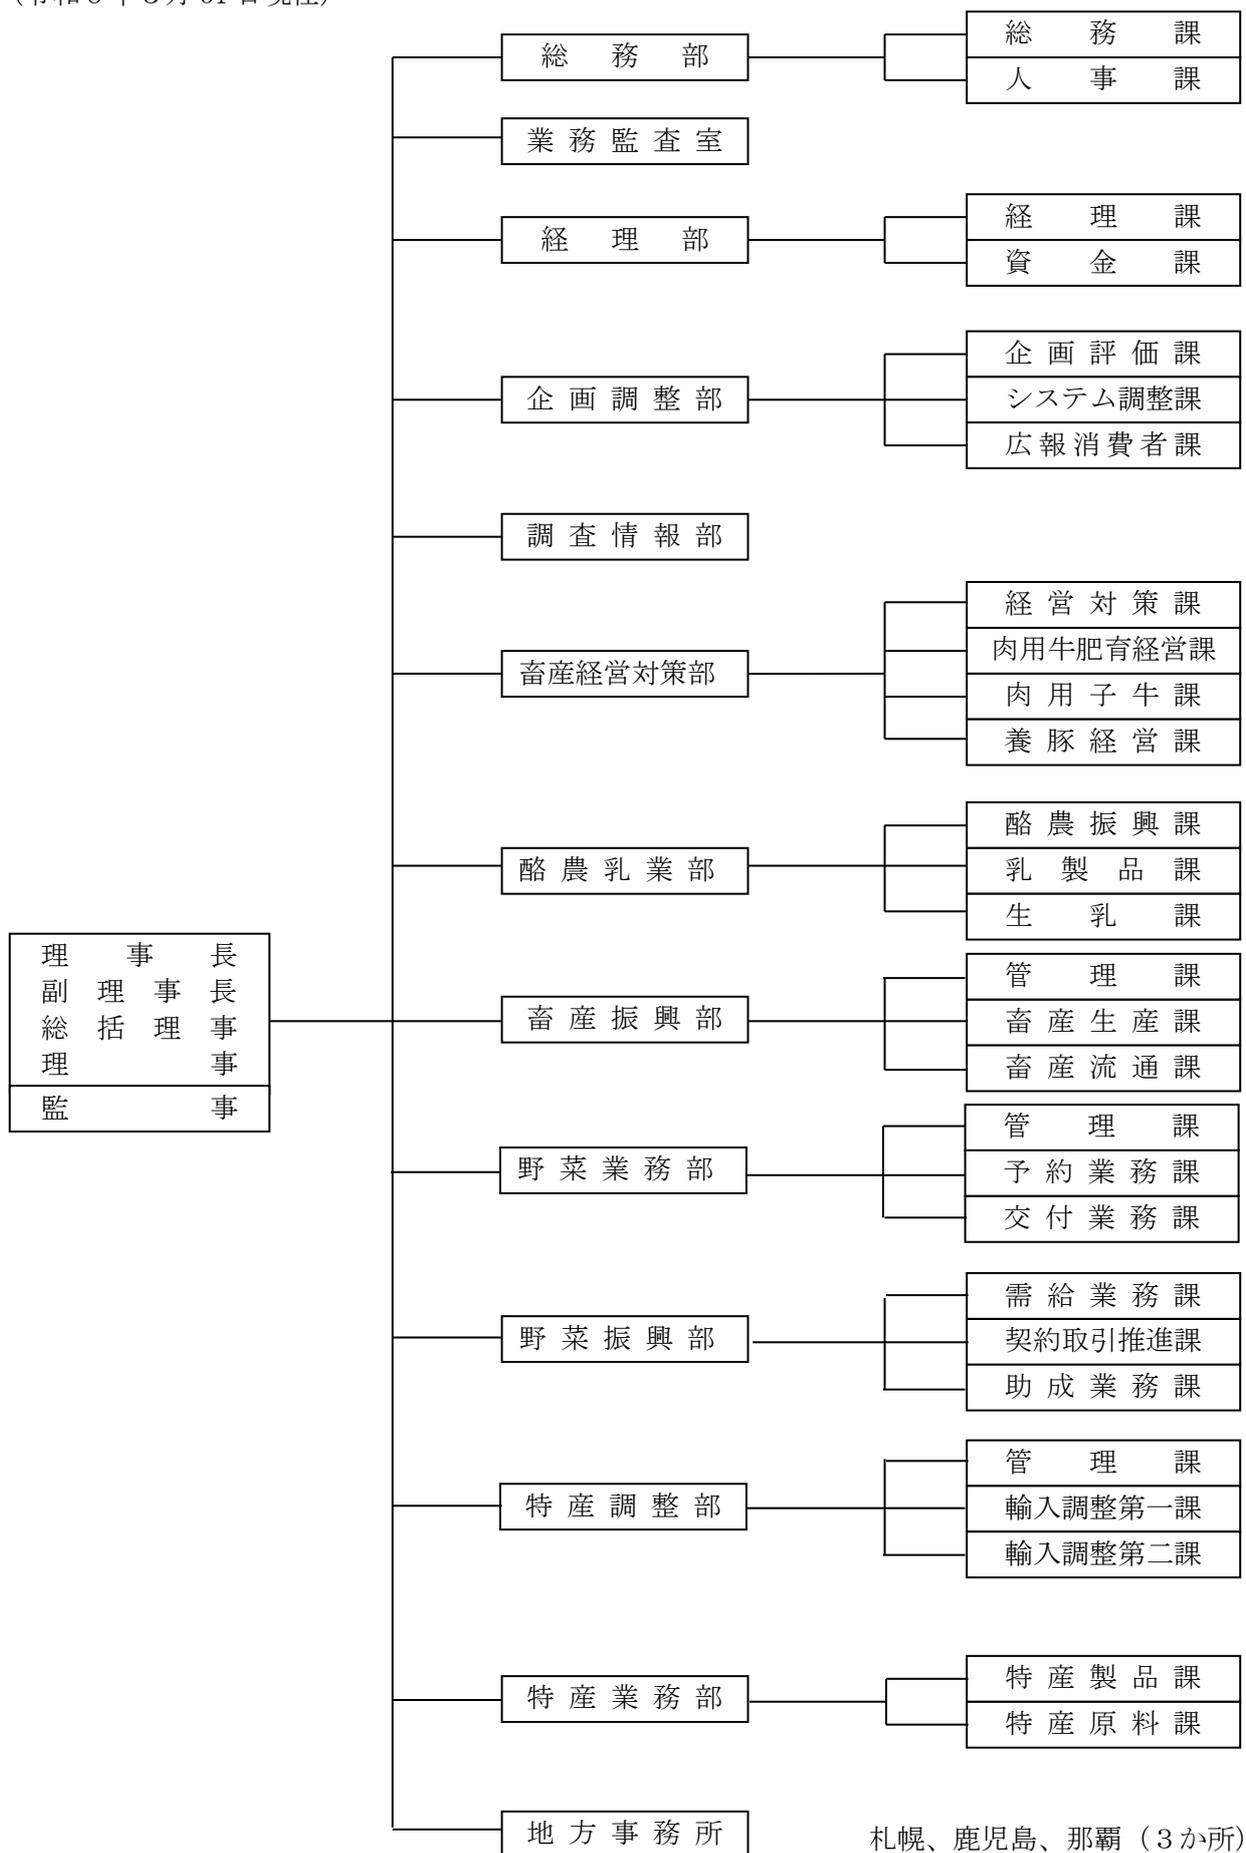 総務部
総務課
人事課
業務監査室
経理部
経理課
資金課
企画調整部
企画評価課
システム調整課
広報消費者課
調査情報部
畜産経営対策部
経営対策課
肉用牛肥育経営課
肉用子牛課
養豚経営課
酪農乳業部
酪農振興課
乳製品課
生乳課
理事長
副理事長
総括理事
理事
監事
畜産振興部
管理課
畜産生産課
畜産流通課
野菜業務部
管理課
予約業務課
交付業務課
野菜振興部
需給業務課
契約取引推進課
助成業務課
特産調整部
管理課
輸入調整第一課
輸入調整第二課
特産業務部
特産製品課
特産原料課
地方事務所
札幌、鹿児島、那覇（３か所）